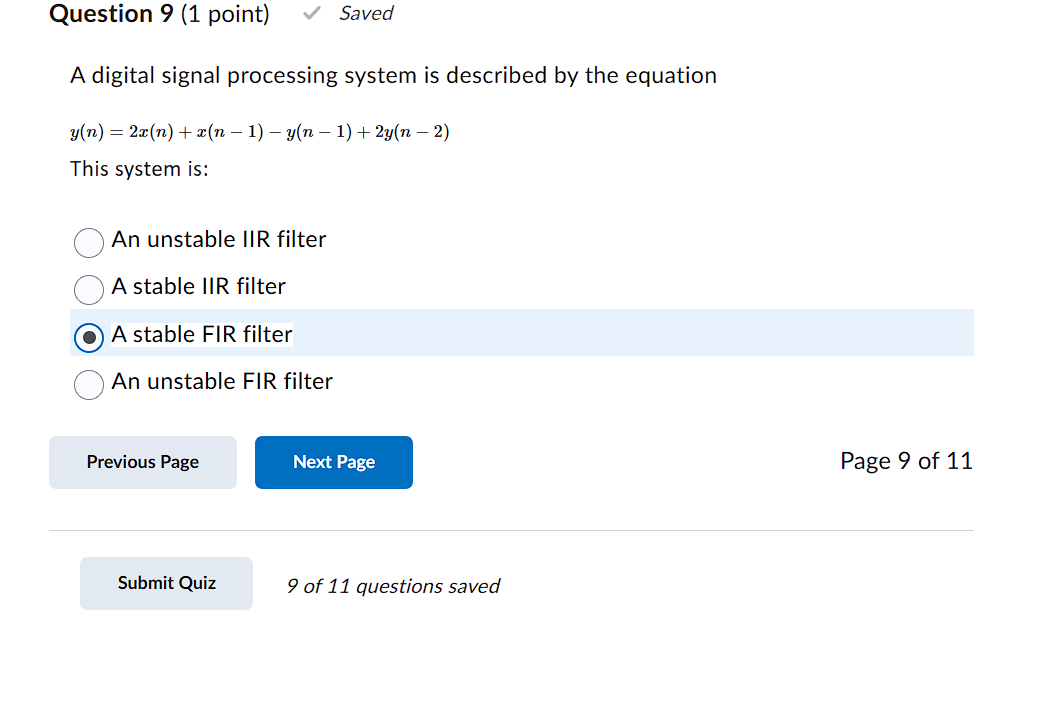 Question 9 (1 point) ✓ Saved
A digital signal processing system is described by the equation
y(n) = 2x(n) + x(n − 1) − y(n − 1) + 2y(n − 2)
This system is:
An unstable IIR filter
A stable IIR filter
A stable FIR filter
An unstable FIR filter
Previous Page Next Page Page 9 of 11
Submit Quiz 9 of 11 questions saved